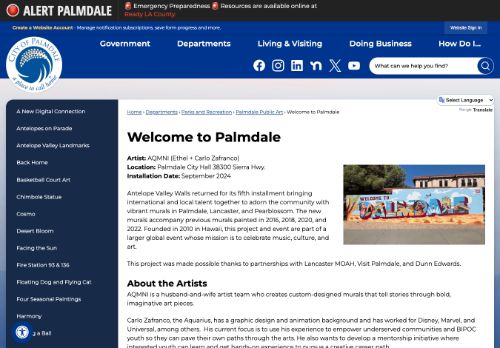 ALERT PALMDALE
🚨 Emergency Preparedness 🚨 Resources are available online at
Ready LA County.
Create a Website Account - Manage notification subscriptions, save form progress and more.
Website Sign In
CITY OF PALMDALE
a place to call home
Government
Departments
Living & Visiting
Doing Business
How Do I...
What can we help you find?
Select Language
Google Translate
A New Digital Connection
Antelopes on Parade
Antelope Valley Landmarks
Back Home
Basketball Court Art
Chimbole Statue
Cosmo
Desert Bloom
Facing the Sun
Fire Station 93 & 136
Floating Dog and Flying Cat
Four Seasonal Paintings
Harmony
g a Ball
Home › Departments › Parks and Recreation › Palmdale Public Art › Welcome to Palmdale
Welcome to Palmdale
Artist: AQMNI (Ethel + Carlo Zafranco)
Location: Palmdale City Hall 38300 Sierra Hwy.
Installation Date: September 2024
Antelope Valley Walls returned for its fifth installment bringing
international and local talent together to adorn the community with
vibrant murals in Palmdale, Lancaster, and Pearblossom. The new
murals accompany previous murals painted in 2016, 2018, 2020, and
2022. Founded in 2010 in Hawaii, this project and event are part of a
larger global event whose mission is to celebrate music, culture, and
art.
WELCOME TO
PALMDALE
This project was made possible thanks to partnerships with Lancaster MOAH, Visit Palmdale, and Dunn Edwards.
About the Artists
AQMNI is a husband-and-wife artist team who creates custom-designed murals that tell stories through bold,
imaginative art pieces.
Carlo Zafranco, the Aquarius, has a graphic design and animation background and has worked for Disney, Marvel, and
Universal, among others. His current focus is to use his experience to empower underserved communities and BIPOC
youth so they can pave their own paths through the arts. He also wants to develop a mentorship initiative where
interested youth can learn and get hands-on experience to pursue a creative career path.